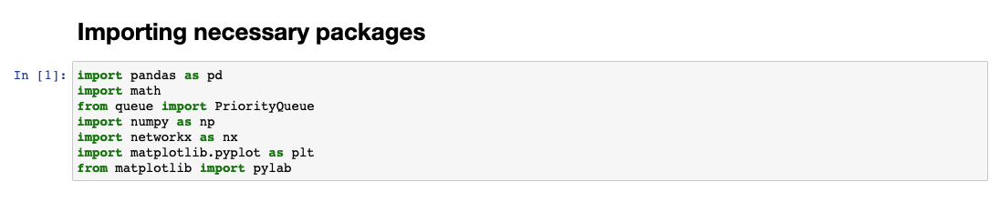 Importing necessary packages
In [1]: import pandas as pd
import math
from queue import PriorityQueue
import numpy as np
import networkx as nx
import matplotlib.pyplot as plt
from matplotlib import pylab